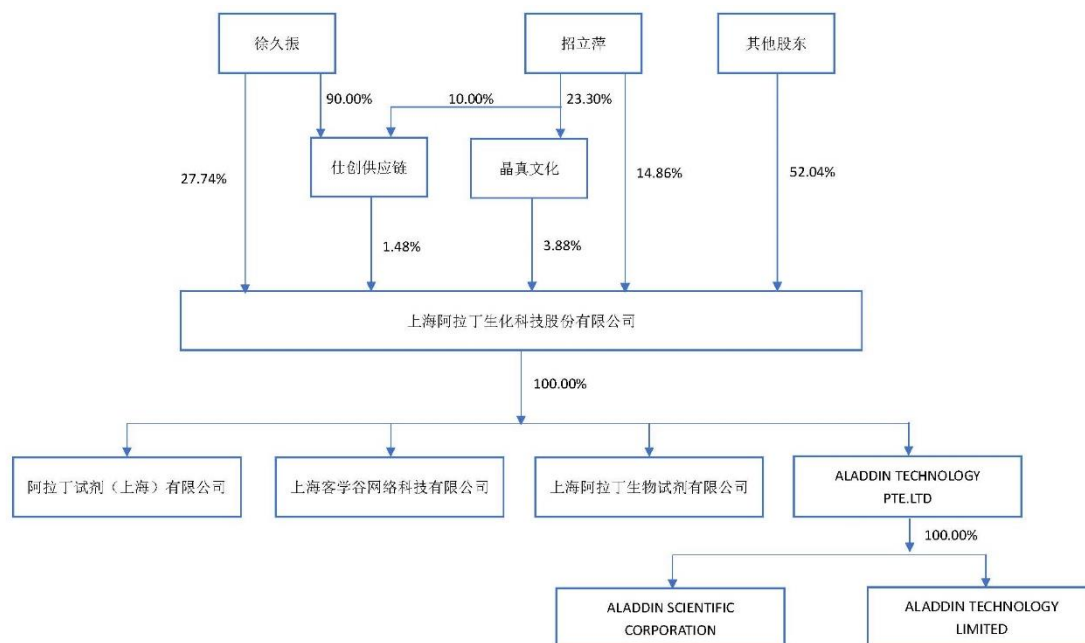 徐久振
招立萍
其他股东
90.00%
10.00%
23.30%
仕创供应链
晶真文化
27.74%
14.86%
52.04%
1.48%
3.88%
上海阿拉丁生化科技股份有限公司
100.00%
阿拉丁试剂（上海）有限公司
上海客学谷网络科技有限公司
上海阿拉丁生物试剂有限公司
ALADDIN TECHNOLOGY
PTE.LTD
100.00%
ALADDIN SCIENTIFIC
CORPORATION
ALADDIN TECHNOLOGY
LIMITED